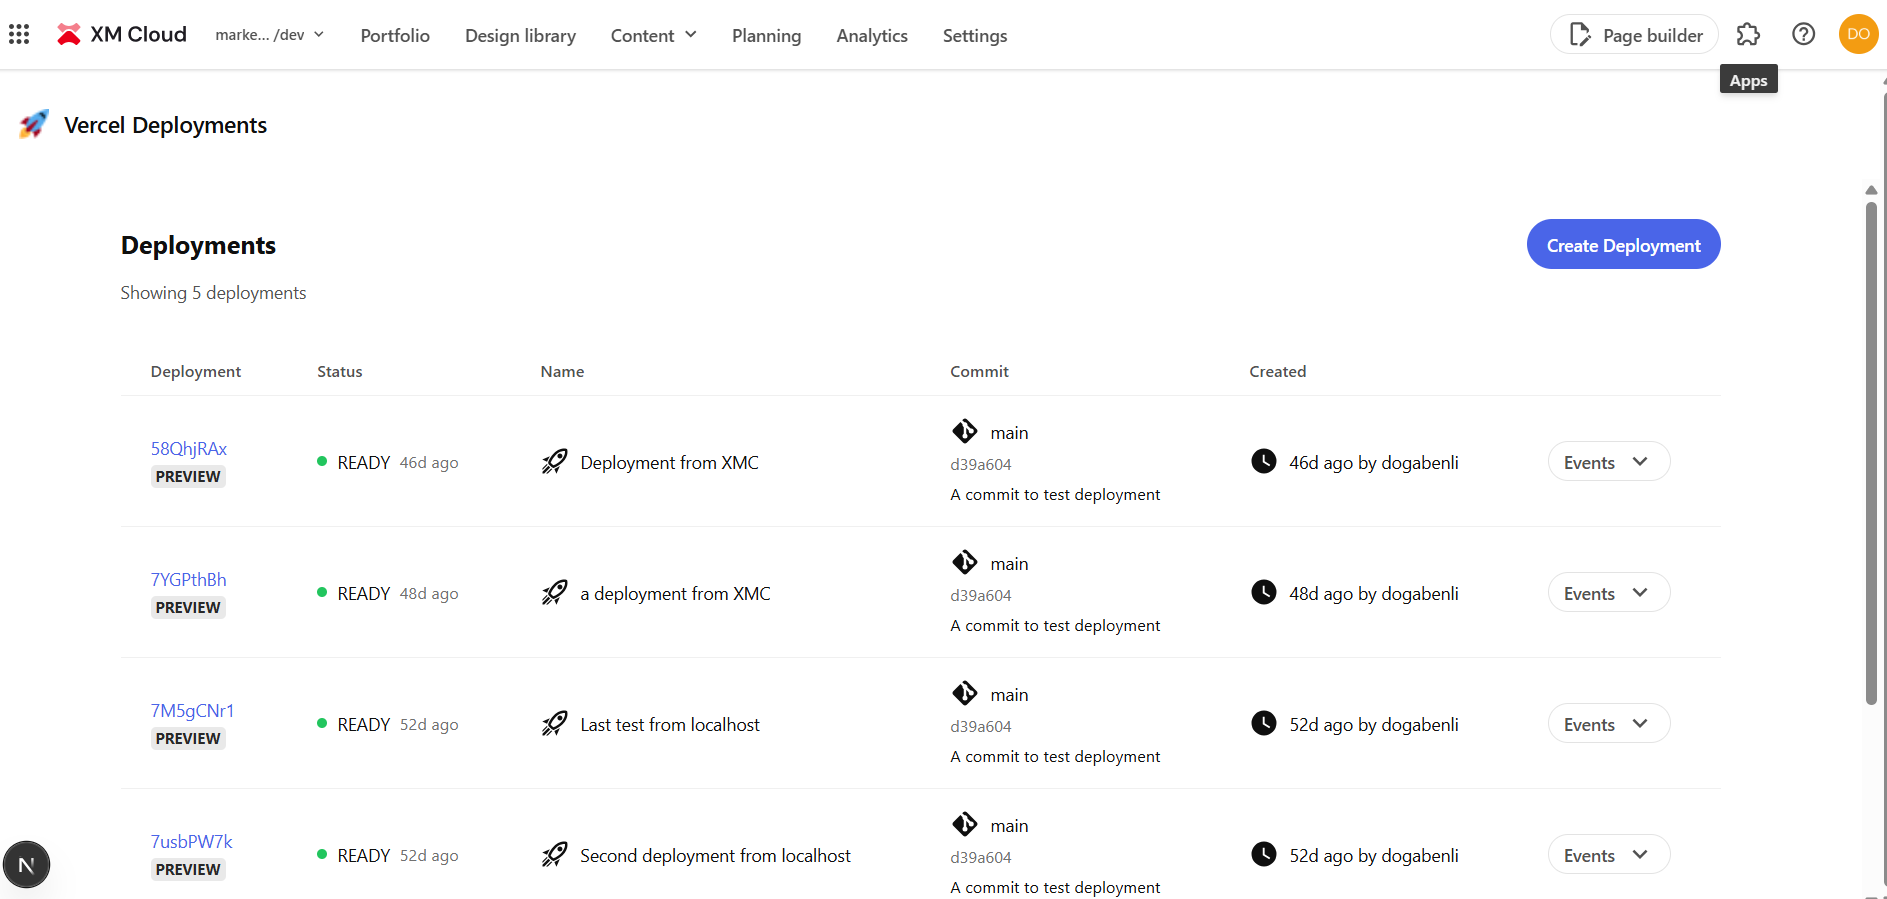 XM Cloud marke... /dev Portfolio Design library Content Planning Analytics Settings Page builder DO
Apps
Vercel Deployments
Deployments
Create Deployment
Showing 5 deployments
Deployment Status Name Commit Created
58QhjRAx
PREVIEW
READY 46d ago
Deployment from XMC
main
d39a604
A commit to test deployment
46d ago by dogabenli
Events
7YGPthBh
PREVIEW
READY 48d ago
a deployment from XMC
main
d39a604
A commit to test deployment
48d ago by dogabenli
Events
7M5gCNr1
PREVIEW
READY 52d ago
Last test from localhost
main
d39a604
A commit to test deployment
52d ago by dogabenli
Events
7usbPW7k
PREVIEW
READY 52d ago
Second deployment from localhost
main
d39a604
A commit to test deployment
52d ago by dogabenli
Events
N